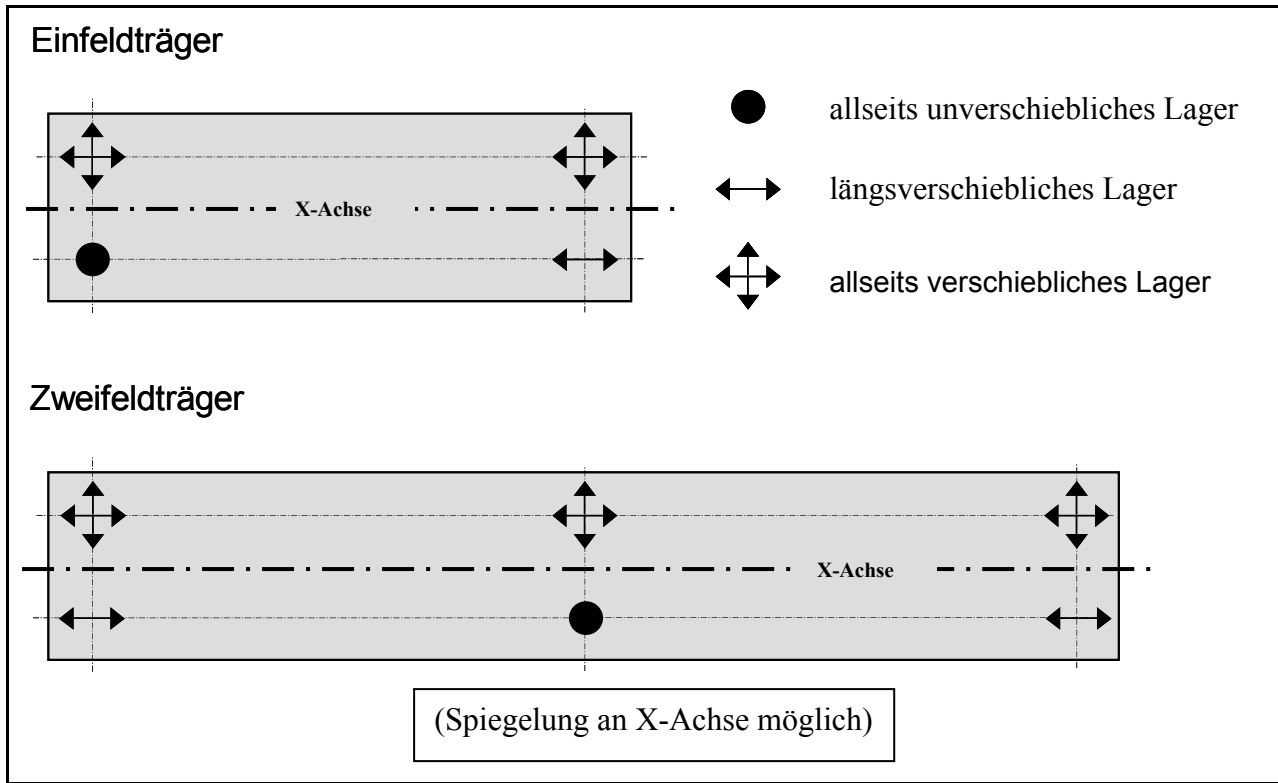 Einfeldträger
allseits unverschiebliches Lager
längsverschiebliches Lager
X-Achse
allseits verschiebliches Lager
Zweifeldträger
X-Achse
(Spiegelung an X-Achse möglich)